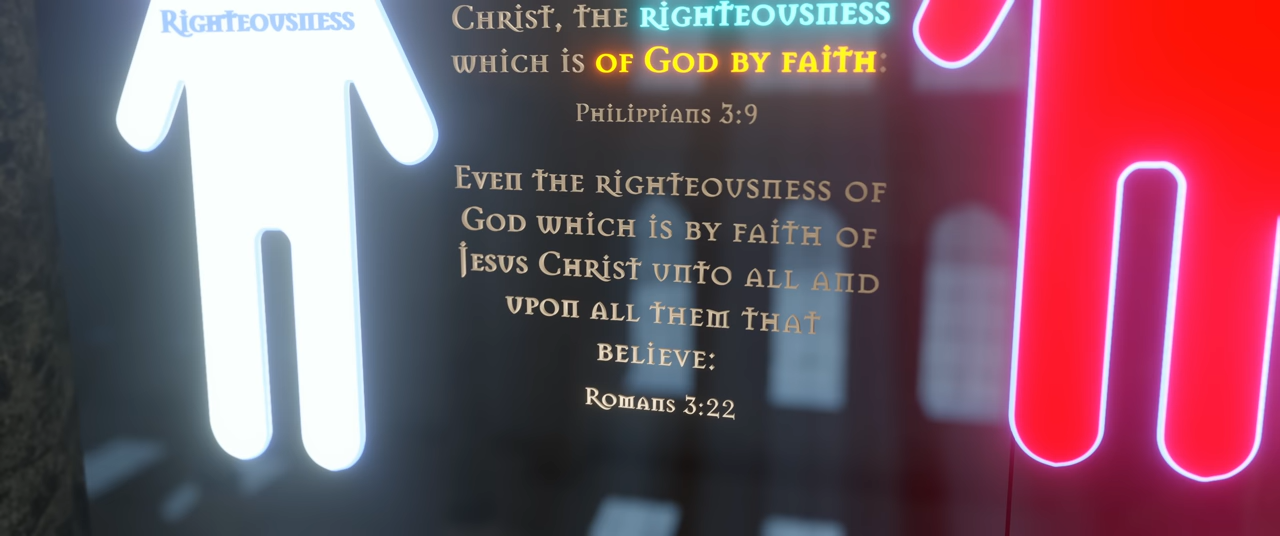 Righteousness
Christ, the righteousness
which is of God by faith:
Philippians 3:9
Even the righteousness of
God which is by faith of
Jesus Christ unto all and
upon all them that
believe:
Romans 3:22